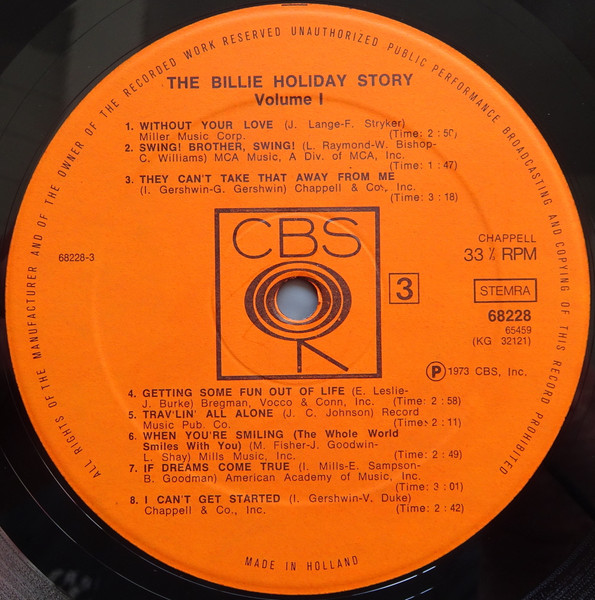 ALL RIGHTS OF THE MANUFACTURER AND OF THE OWNER OF THE RECORDED WORK RESERVED UNAUTHORIZED PUBLIC PERFORMANCE BROADCASTING AND COPYING OF THIS RECORD PROHIBITED
THE BILLIE HOLIDAY STORY
Volume I
1. WITHOUT YOUR LOVE (J. Lange-F. Stryker)
Miller Music Corp. (Time: 2:50)
2. SWING! BROTHER, SWING! (L. Raymond-W. Bishop-
C. Williams) MCA Music, A Div. of MCA, Inc.
(Time: 1:47)
3. THEY CAN'T TAKE THAT AWAY FROM ME
(I. Gershwin-G. Gershwin) Chappell & Co., Inc.
(Time: 3:18)
CBS
68228-3
CHAPPELL
33⅓ RPM
3
STEMRA
68228
65459
(KG 32121)
Ⓟ 1973 CBS, Inc.
4. GETTING SOME FUN OUT OF LIFE (E. Leslie-
J. Burke) Bregman, Vocco & Conn, Inc. (Time: 2:58)
5. TRAV'LIN' ALL ALONE (J. C. Johnson) Record
Music Pub. Co. (Time: 2:11)
6. WHEN YOU'RE SMILING (The Whole World
Smiles With You) (M. Fisher-J. Goodwin-
L. Shay) Mills Music, Inc. (Time: 2:49)
7. IF DREAMS COME TRUE (I. Mills-E. Sampson-
B. Goodman) American Academy of Music, Inc.
(Time: 3:01)
8. I CAN'T GET STARTED (I. Gershwin-V. Duke)
Chappell & Co., Inc. (Time: 2:42)
MADE IN HOLLAND